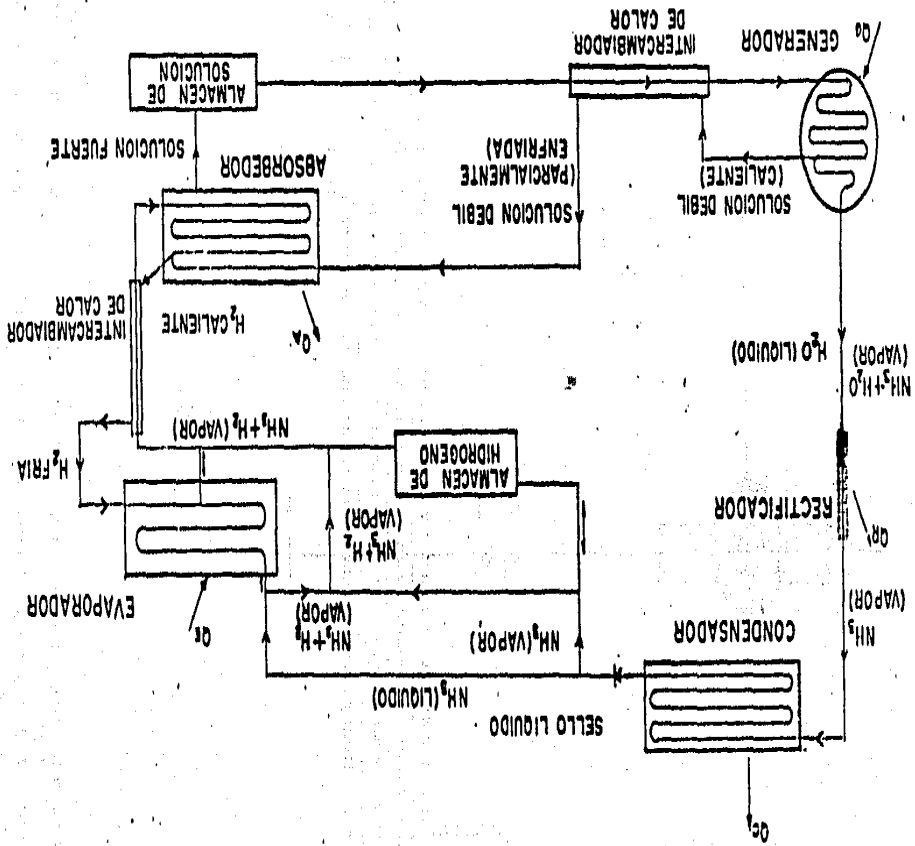 Qc
CONDENSADOR
SELLO LIQUIDO
NH₃ (LIQUIDO)
NH₃ (VAPOR)
NH₃ (VAPOR)
NH₃+H₂
(VAPOR)
QE
EVAPORADOR
QR
RECTIFICADOR
NH₃+H₂
(VAPOR)
ALMACEN DE
HIDROGENO
NH₃+H₂ (VAPOR)
H₂ FRIA
NH₃+H₂O
(VAPOR)
H₂O (LIQUIDO)
INTERCAMBIADOR
DE CALOR
QA
H₂ CALIENTE
ABSORBEDOR
SOLUCION DEBIL
(CALIENTE)
SOLUCION DEBIL
(PARCIALMENTE
ENFRIADA)
SOLUCION FUERTE
QG
GENERADOR
INTERCAMBIADOR
DE CALOR
ALMACEN DE
SOLUCION